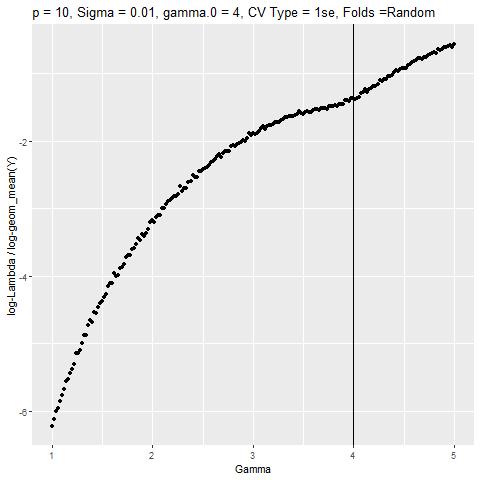 p = 10, Sigma = 0.01, gamma.0 = 4, CV Type = 1se, Folds =Random
log-Lambda / log-geom_mean(Y)
-2
-4
-6
1 2 3 4 5
Gamma